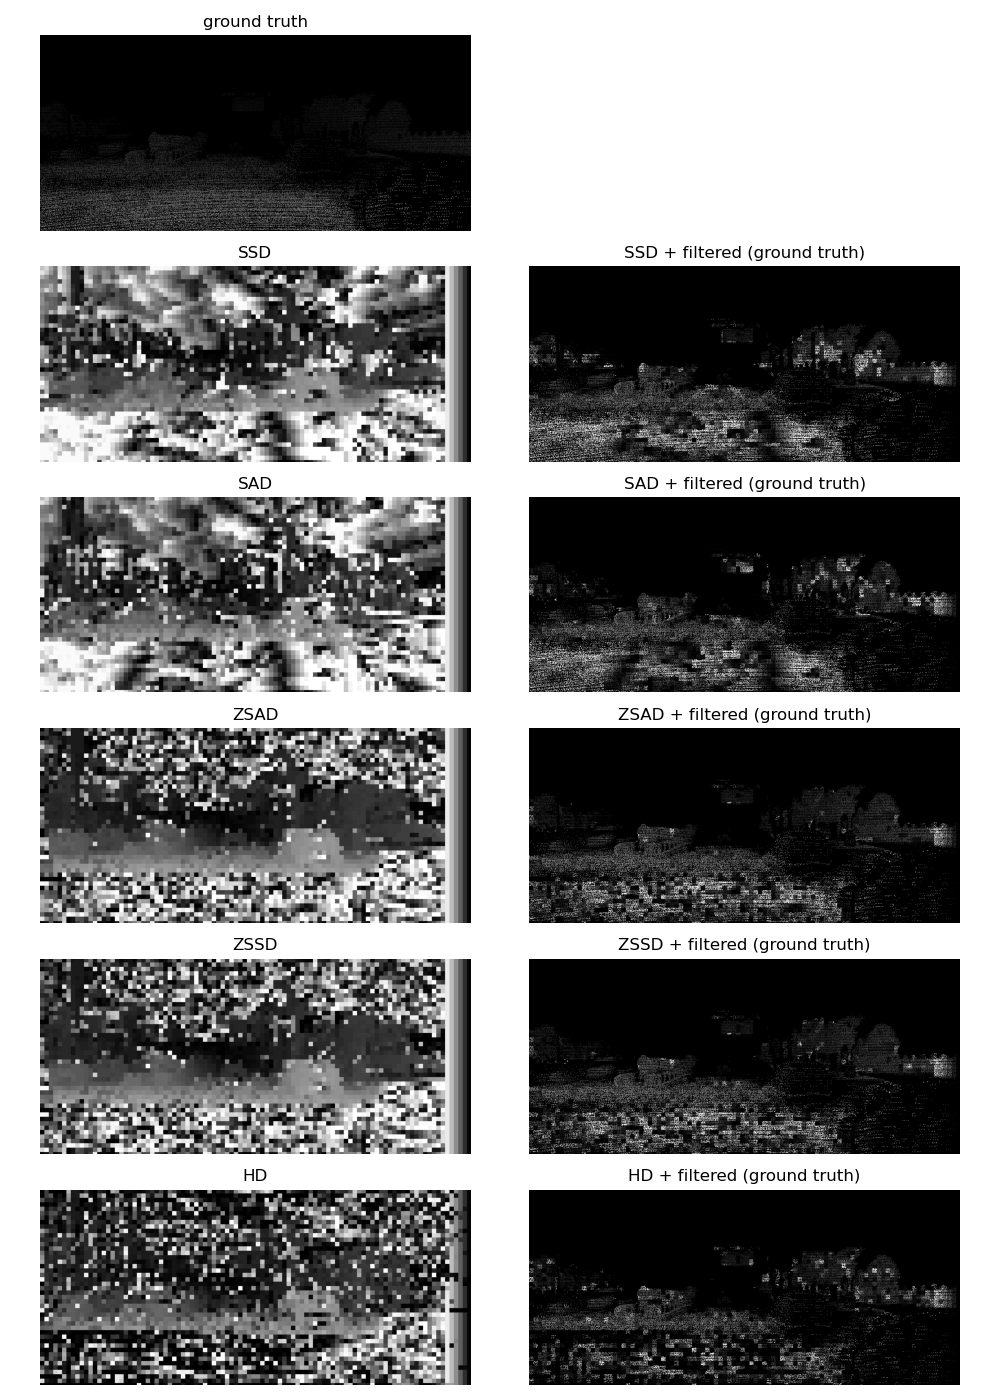 ground truth
SSD
SSD + filtered (ground truth)
SAD
SAD + filtered (ground truth)
ZSAD
ZSAD + filtered (ground truth)
ZSSD
ZSSD + filtered (ground truth)
HD
HD + filtered (ground truth)